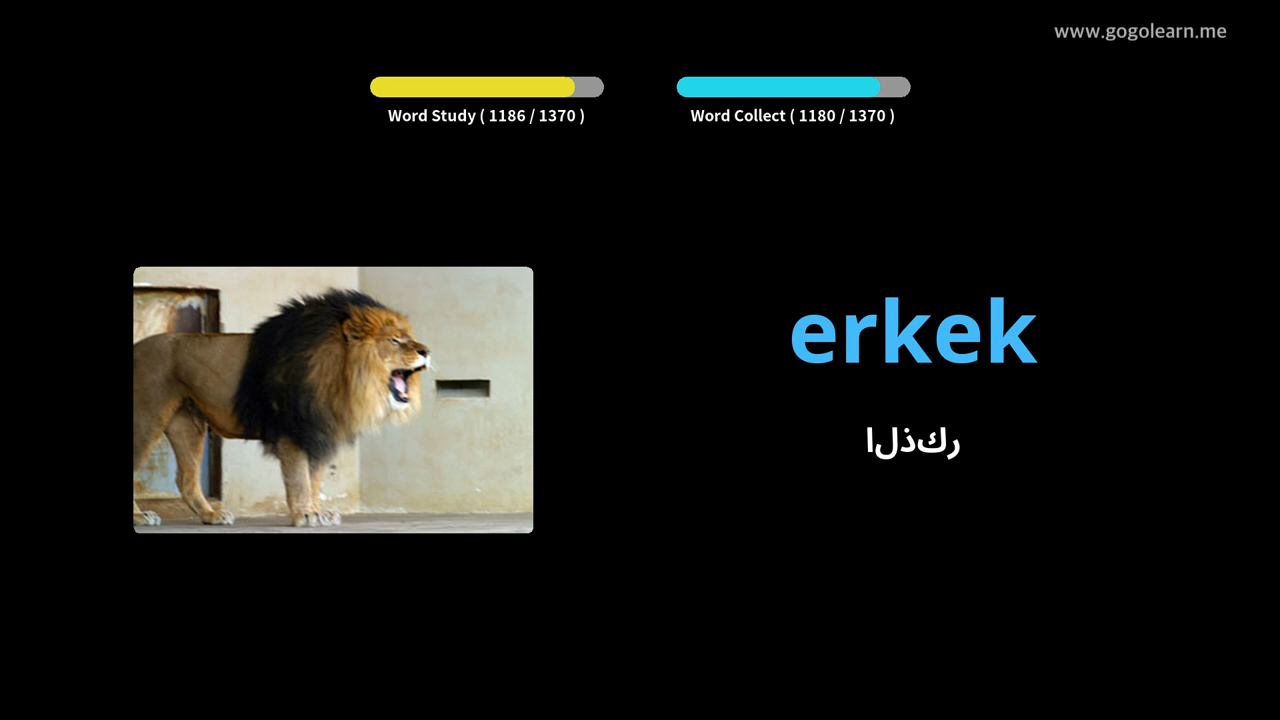 www.gogolearn.me
Word Study ( 1186 / 1370 )
Word Collect ( 1180 / 1370 )
erkek
الذكر